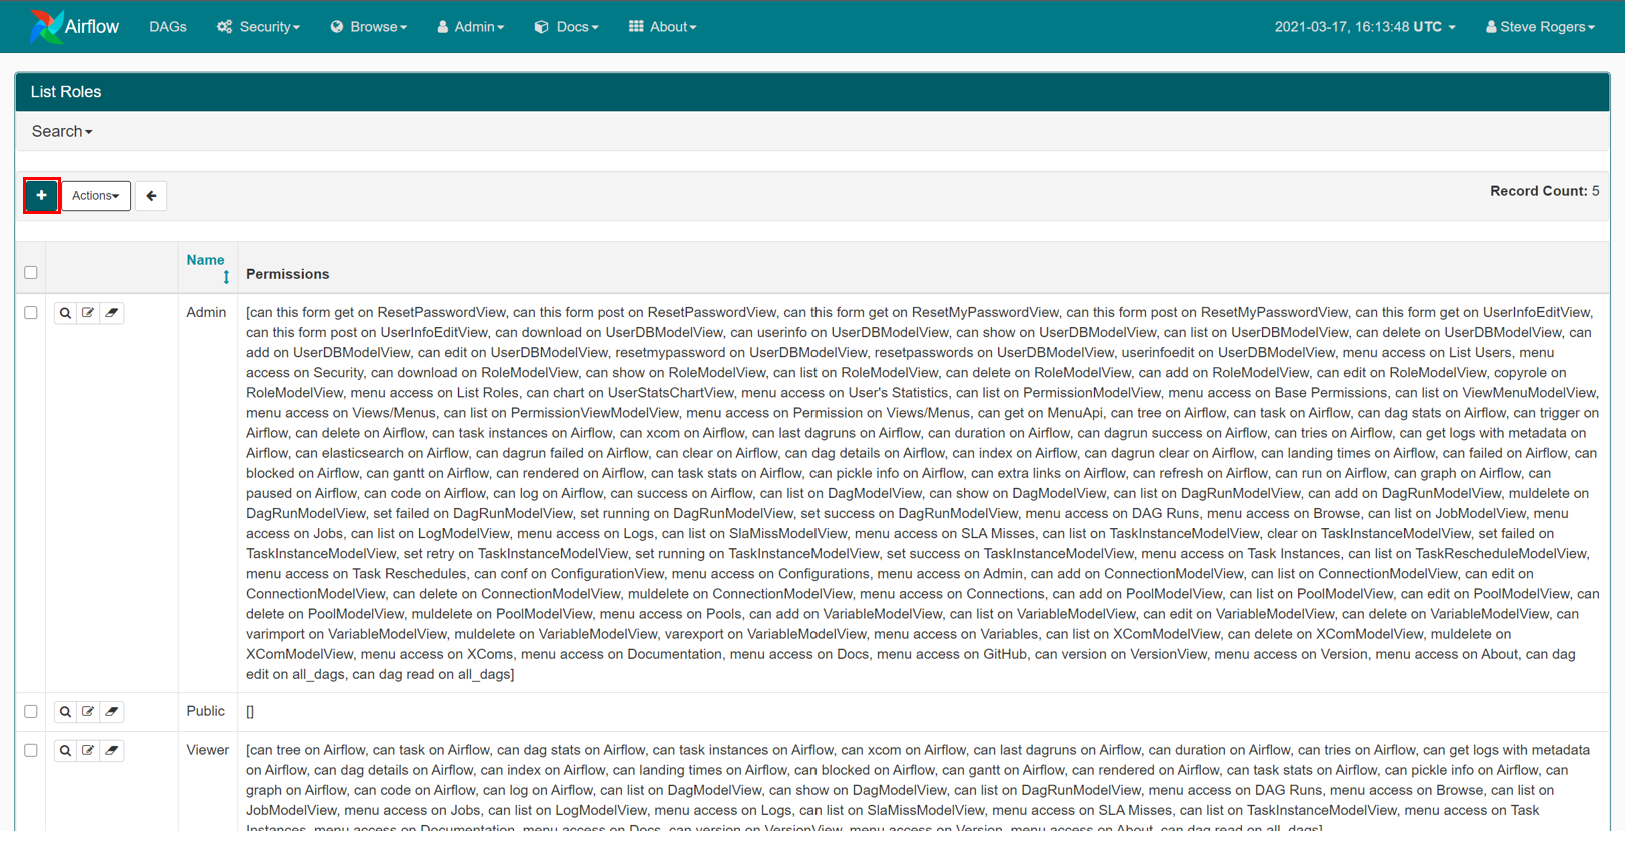 Airflow DAGs Security Browse Admin Docs About 2021-03-17, 16:13:48 UTC Steve Rogers
List Roles
Search
+ Actions Record Count: 5
Name
Permissions
Admin [can this form get on ResetPasswordView, can this form post on ResetPasswordView, can this form get on ResetMyPasswordView, can this form post on ResetMyPasswordView, can this form get on UserInfoEditView,
can this form post on UserInfoEditView, can download on UserDBModelView, can userinfo on UserDBModelView, can show on UserDBModelView, can list on UserDBModelView, can delete on UserDBModelView, can
add on UserDBModelView, can edit on UserDBModelView, resetmypassword on UserDBModelView, resetpasswords on UserDBModelView, userinfoedit on UserDBModelView, menu access on List Users, menu
access on Security, can download on RoleModelView, can show on RoleModelView, can list on RoleModelView, can delete on RoleModelView, can add on RoleModelView, can edit on RoleModelView, copyrole on
RoleModelView, menu access on List Roles, can chart on UserStatsChartView, menu access on User's Statistics, can list on PermissionModelView, menu access on Base Permissions, can list on ViewMenuModelView,
menu access on Views/Menus, can list on PermissionViewModelView, menu access on Permission on Views/Menus, can get on MenuApi, can tree on Airflow, can task on Airflow, can dag stats on Airflow, can trigger on
Airflow, can delete on Airflow, can task instances on Airflow, can xcom on Airflow, can last dagruns on Airflow, can duration on Airflow, can dagrun success on Airflow, can tries on Airflow, can get logs with metadata on
Airflow, can elasticsearch on Airflow, can dagrun failed on Airflow, can clear on Airflow, can dag details on Airflow, can index on Airflow, can dagrun clear on Airflow, can landing times on Airflow, can failed on Airflow, can
blocked on Airflow, can gantt on Airflow, can rendered on Airflow, can task stats on Airflow, can pickle info on Airflow, can extra links on Airflow, can refresh on Airflow, can run on Airflow, can graph on Airflow, can
paused on Airflow, can code on Airflow, can log on Airflow, can success on Airflow, can list on DagModelView, can show on DagModelView, can list on DagRunModelView, can add on DagRunModelView, muldelete on
DagRunModelView, set failed on DagRunModelView, set running on DagRunModelView, set success on DagRunModelView, menu access on DAG Runs, menu access on Browse, can list on JobModelView, menu
access on Jobs, can list on LogModelView, menu access on Logs, can list on SlaMissModelView, menu access on SLA Misses, can list on TaskInstanceModelView, clear on TaskInstanceModelView, set failed on
TaskInstanceModelView, set retry on TaskInstanceModelView, set running on TaskInstanceModelView, set success on TaskInstanceModelView, menu access on Task Instances, can list on TaskRescheduleModelView,
menu access on Task Reschedules, can conf on ConfigurationView, menu access on Configurations, menu access on Admin, can add on ConnectionModelView, can list on ConnectionModelView, can edit on
ConnectionModelView, can delete on ConnectionModelView, muldelete on ConnectionModelView, menu access on Connections, can add on PoolModelView, can list on PoolModelView, can edit on PoolModelView, can
delete on PoolModelView, muldelete on PoolModelView, menu access on Pools, can add on VariableModelView, can list on VariableModelView, can edit on VariableModelView, can delete on VariableModelView, can
varimport on VariableModelView, muldelete on VariableModelView, varexport on VariableModelView, menu access on Variables, can list on XComModelView, can delete on XComModelView, muldelete on
XComModelView, menu access on XComs, menu access on Documentation, menu access on Docs, menu access on GitHub, can version on VersionView, menu access on Version, menu access on About, can dag
edit on all_dags, can dag read on all_dags]
Public []
Viewer [can tree on Airflow, can task on Airflow, can dag stats on Airflow, can task instances on Airflow, can xcom on Airflow, can last dagruns on Airflow, can duration on Airflow, can tries on Airflow, can get logs with metadata
on Airflow, can dag details on Airflow, can index on Airflow, can landing times on Airflow, can blocked on Airflow, can gantt on Airflow, can rendered on Airflow, can task stats on Airflow, can pickle info on Airflow, can
graph on Airflow, can code on Airflow, can log on Airflow, can list on DagModelView, can show on DagModelView, can list on DagRunModelView, menu access on DAG Runs, menu access on Browse, can list on
JobModelView, menu access on Jobs, can list on LogModelView, menu access on Logs, can list on SlaMissModelView, menu access on SLA Misses, can list on TaskInstanceModelView, menu access on Task
Instances, menu access on Documentation, menu access on Docs, can version on VersionView, menu access on Version, menu access on About, can dag read on all_dags]